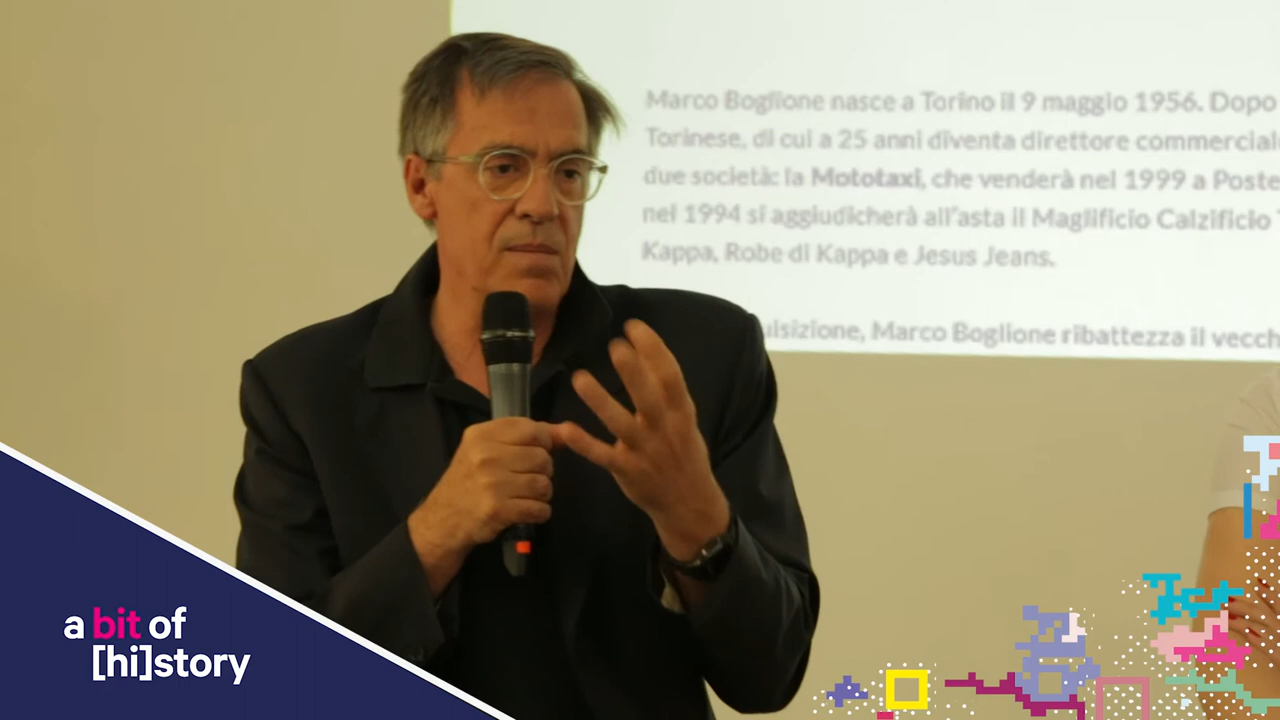 Marco Boglione nasce a Torino il 9 maggio 1956. Dopo
Torinese, di cui a 25 anni diventa direttore commerciale
due società: la Mototaxi, che venderà nel 1999 a Poste
nel 1994 si aggiudicherà all'asta il Maglificio Calzificio
Kappa, Robe di Kappa e Jesus Jeans.
Marco Boglione ribattezza il vecch
a bit of
[hi]story